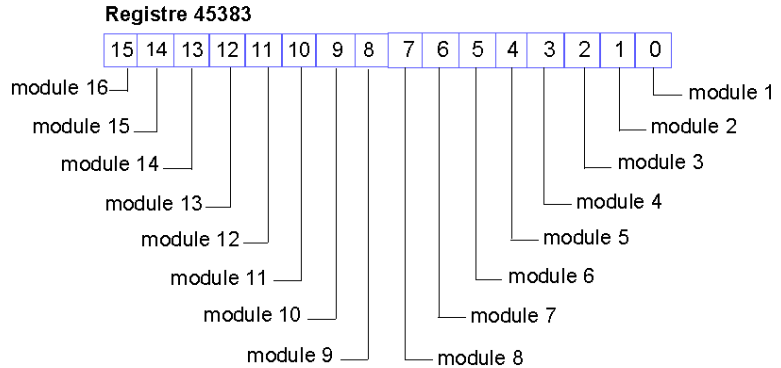 Registre 45383
15 14 13 12 11 10 9 8 7 6 5 4 3 2 1 0
module 16 module 1
module 15 module 2
module 14 module 3
module 13 module 4
module 12 module 5
module 11 module 6
module 10 module 7
module 9 module 8